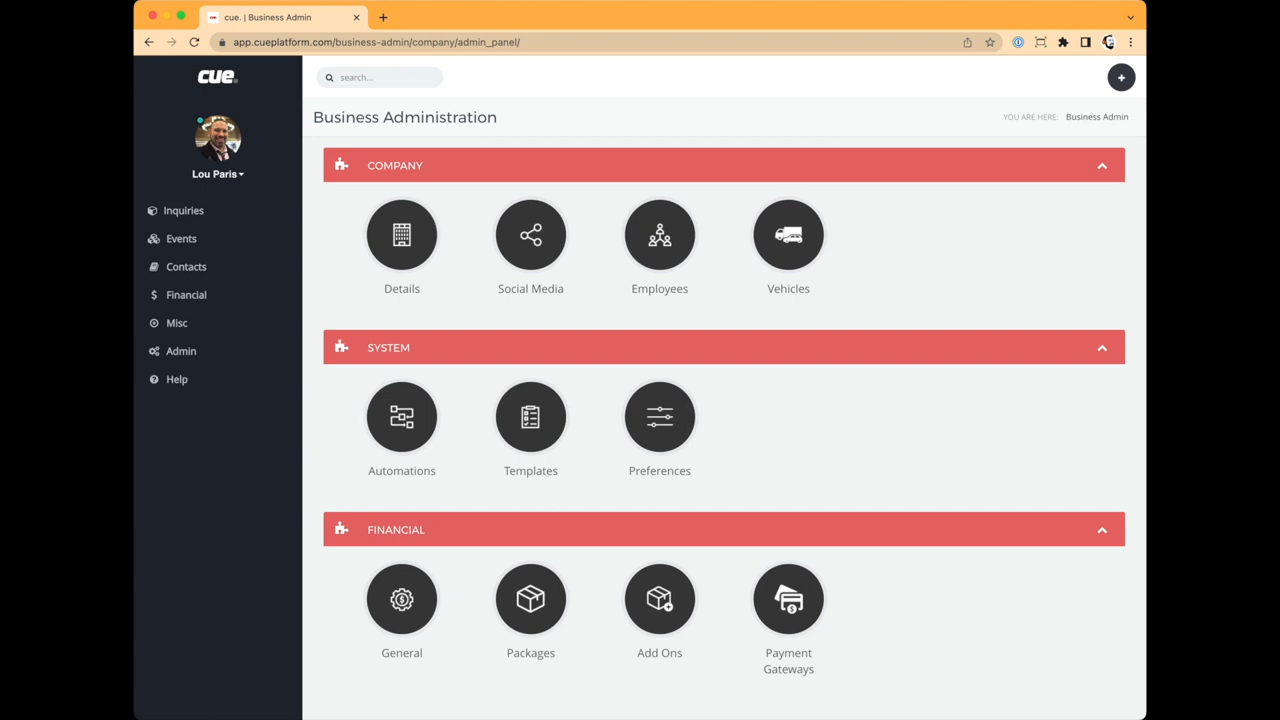 cue. | Business Admin
app.cueplatform.com/business-admin/company/admin_panel/
cue.
search...
Lou Paris
Inquiries
Events
Contacts
Financial
Misc
Admin
Help
Business Administration
YOU ARE HERE: Business Admin
COMPANY
Details
Social Media
Employees
Vehicles
SYSTEM
Automations
Templates
Preferences
FINANCIAL
General
Packages
Add Ons
Payment
Gateways